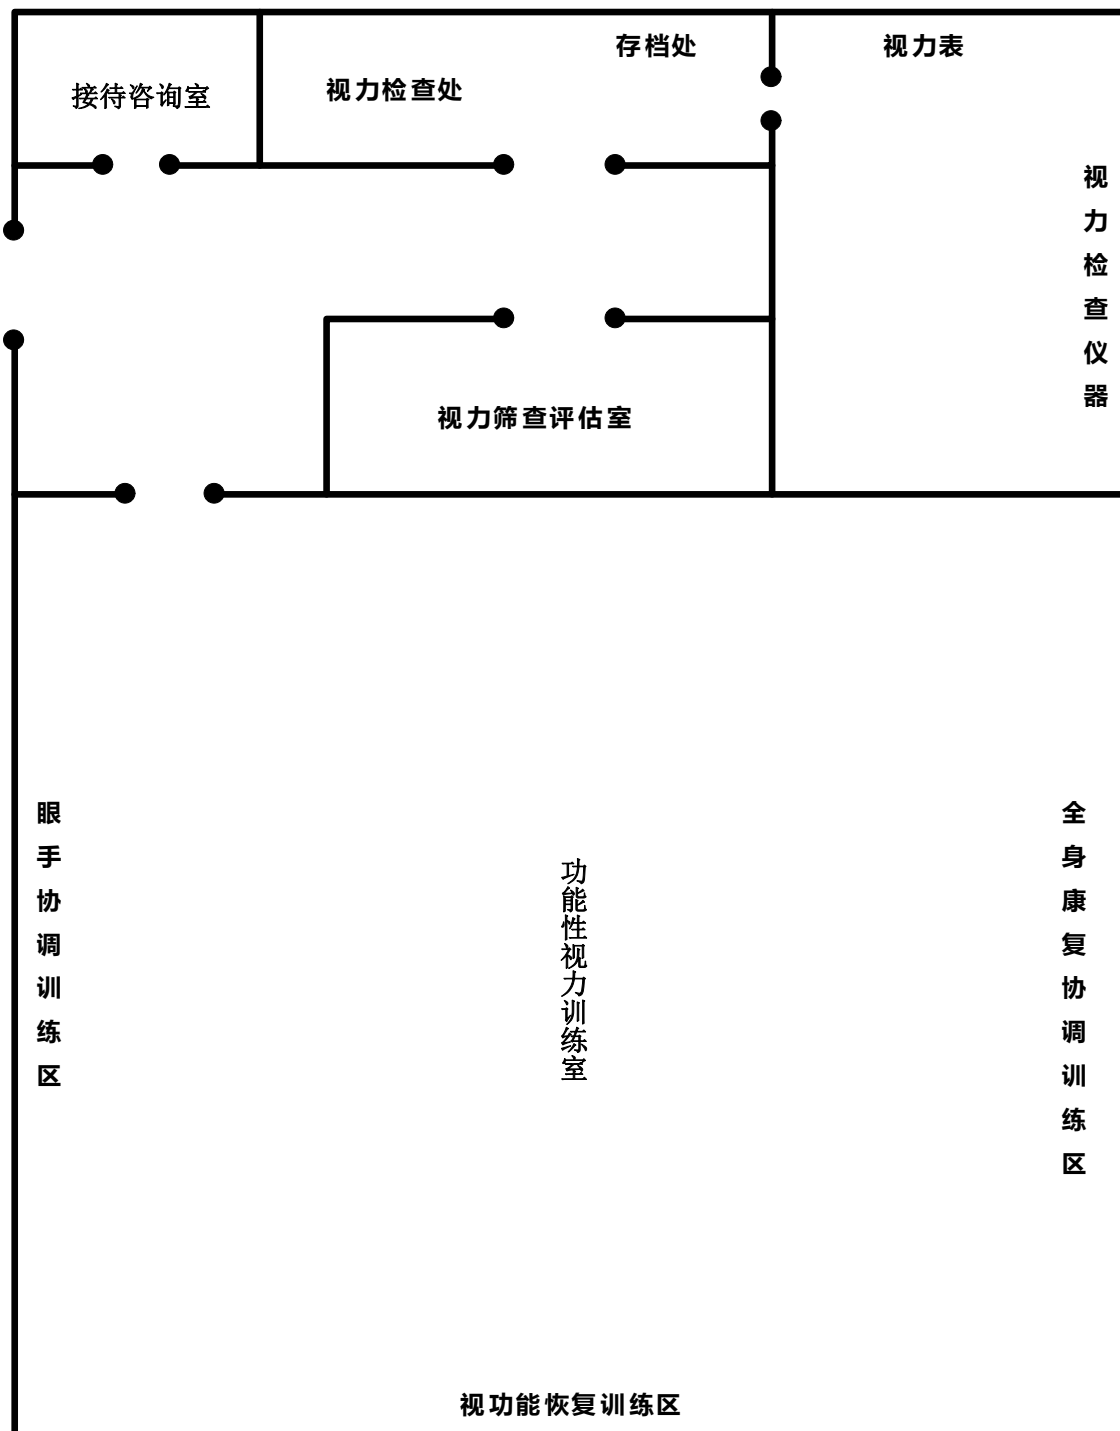 存档处
视力表
接待咨询室
视力检查处
视力检查仪器
视力筛查评估室
眼手协调训练区
功能性视力训练室
全身康复协调训练区
视功能恢复训练区